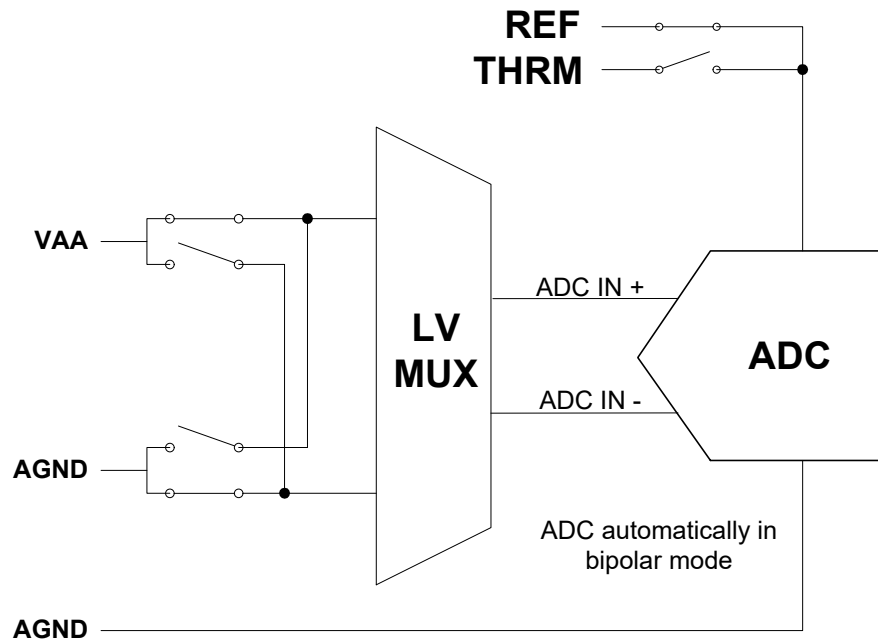 REF
THRM
VAA
ADC IN +
LV
MUX
ADC
ADC IN -
AGND
ADC automatically in
bipolar mode
AGND